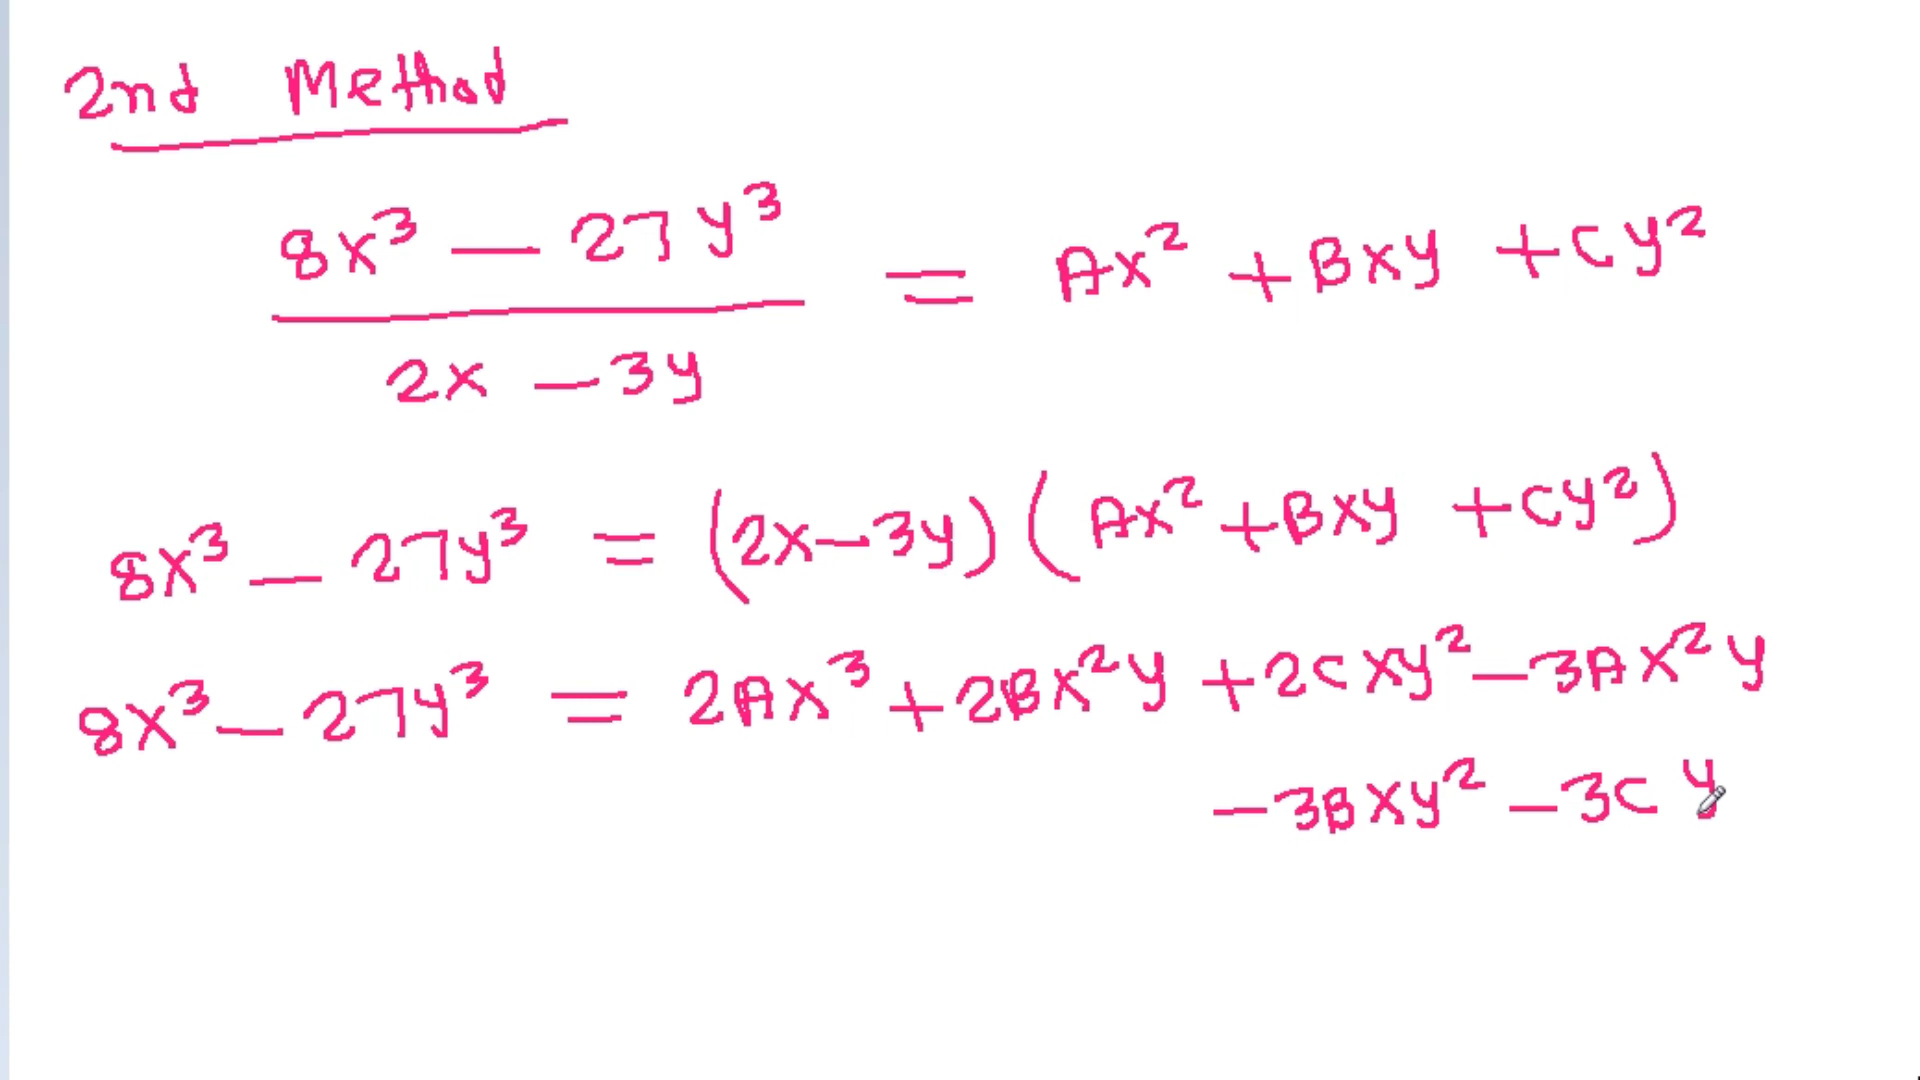 2nd Method
8x³ – 27y³
= Ax² + Bxy + Cy²
2x – 3y
8x³ – 27y³ = (2x–3y) (Ax² + Bxy + Cy²)
8x³ – 27y³ = 2Ax³ + 2Bx²y + 2Cxy² – 3Ax²y
– 3Bxy² – 3C y